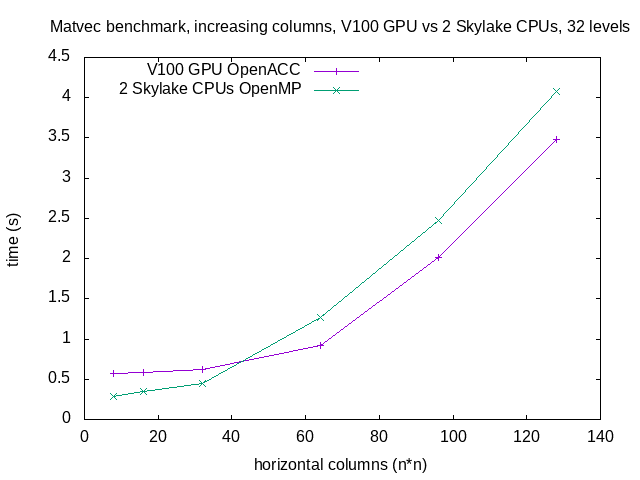 Matvec benchmark, increasing columns, V100 GPU vs 2 Skylake CPUs, 32 levels
V100 GPU OpenACC
2 Skylake CPUs OpenMP
4.5
4
3.5
3
2.5
2
1.5
1
0.5
0
time (s)
0 20 40 60 80 100 120 140
horizontal columns (n*n)